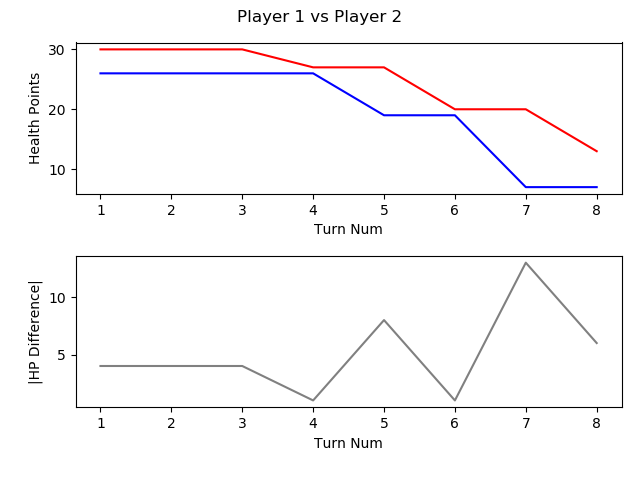 Player 1 vs Player 2
Health Points
30
20
10
1 2 3 4 5 6 7 8
Turn Num
|HP Difference|
10
5
1 2 3 4 5 6 7 8
Turn Num